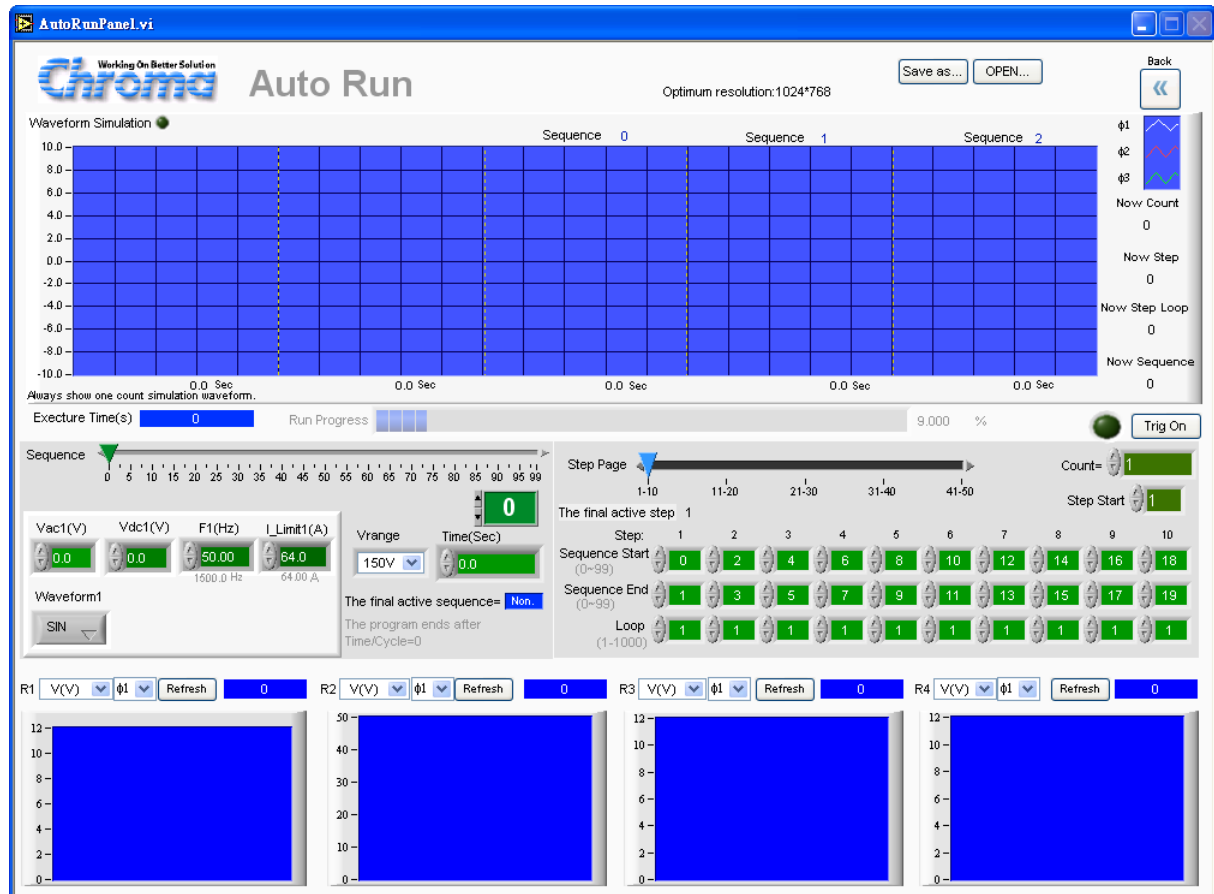 AutoRunPanel.vi
Working On Better Solution
Chroma
Auto Run
Optimum resolution:1024*768
Save as... OPEN...
Back
Waveform Simulation
Sequence 0 Sequence 1 Sequence 2
10.0
8.0
6.0
4.0
2.0
0.0
-2.0
-4.0
-6.0
-8.0
-10.0
0.0 Sec 0.0 Sec 0.0 Sec 0.0 Sec 0.0 Sec
Always show one count simulation waveform.
ϕ1
ϕ2
ϕ3
Now Count
0
Now Step
0
Now Step Loop
0
Now Sequence
0
Execture Time(s) 0 Run Progress 9.000 % Trig On
Sequence
0 5 10 15 20 25 30 35 40 45 50 55 60 65 70 75 80 85 90 95 99
0
Vac1(V) Vdc1(V) F1(Hz) I_Limit1(A)
0.0 0.0 50.00 64.0
1500.0 Hz 64.00 A
Waveform1
SIN
Vrange Time(Sec)
150V 0.0
The final active sequence= Non.
The program ends after
Time/Cycle=0
Step Page
1-10 11-20 21-30 31-40 41-50
Count= 1
Step Start 1
The final active step 1
Step: 1 2 3 4 5 6 7 8 9 10
Sequence Start 0 2 4 6 8 10 12 14 16 18
(0~99)
Sequence End 1 3 5 7 9 11 13 15 17 19
(0~99)
Loop 1 1 1 1 1 1 1 1 1 1
(1-1000)
R1 V(V) ϕ1 Refresh 0
R2 V(V) ϕ1 Refresh 0
R3 V(V) ϕ1 Refresh 0
R4 V(V) ϕ1 Refresh 0
12
10
8
6
4
2
0
50
40
30
20
10
0
12
10
8
6
4
2
0
12
10
8
6
4
2
0